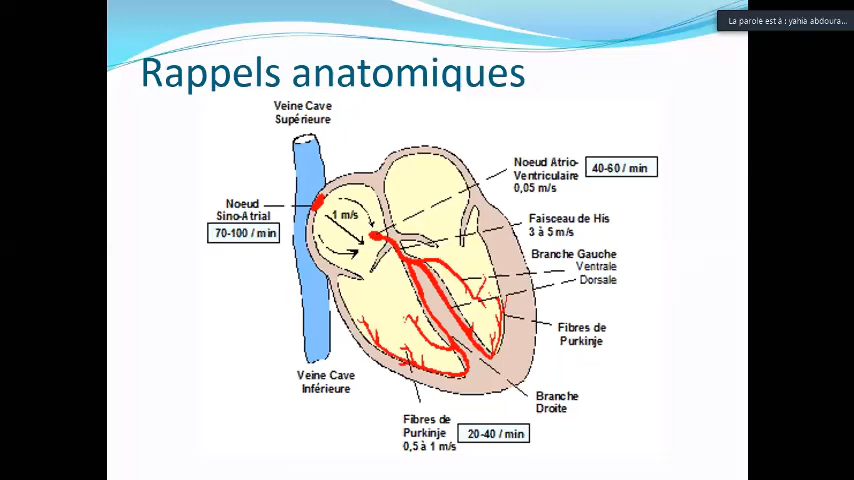 La parole est à : yahia abdoura...
Rappels anatomiques
Veine Cave
Supérieure
Noeud
Sino-Atrial
70-100 / min
1 m/s
Noeud Atrio-
Ventriculaire
0,05 m/s
40-60 / min
Faisceau de His
3 à 5 m/s
Branche Gauche
Ventrale
Dorsale
Fibres de
Purkinje
Branche
Droite
Veine Cave
Inférieure
Fibres de
Purkinje
0,5 à 1 m/s
20-40 / min